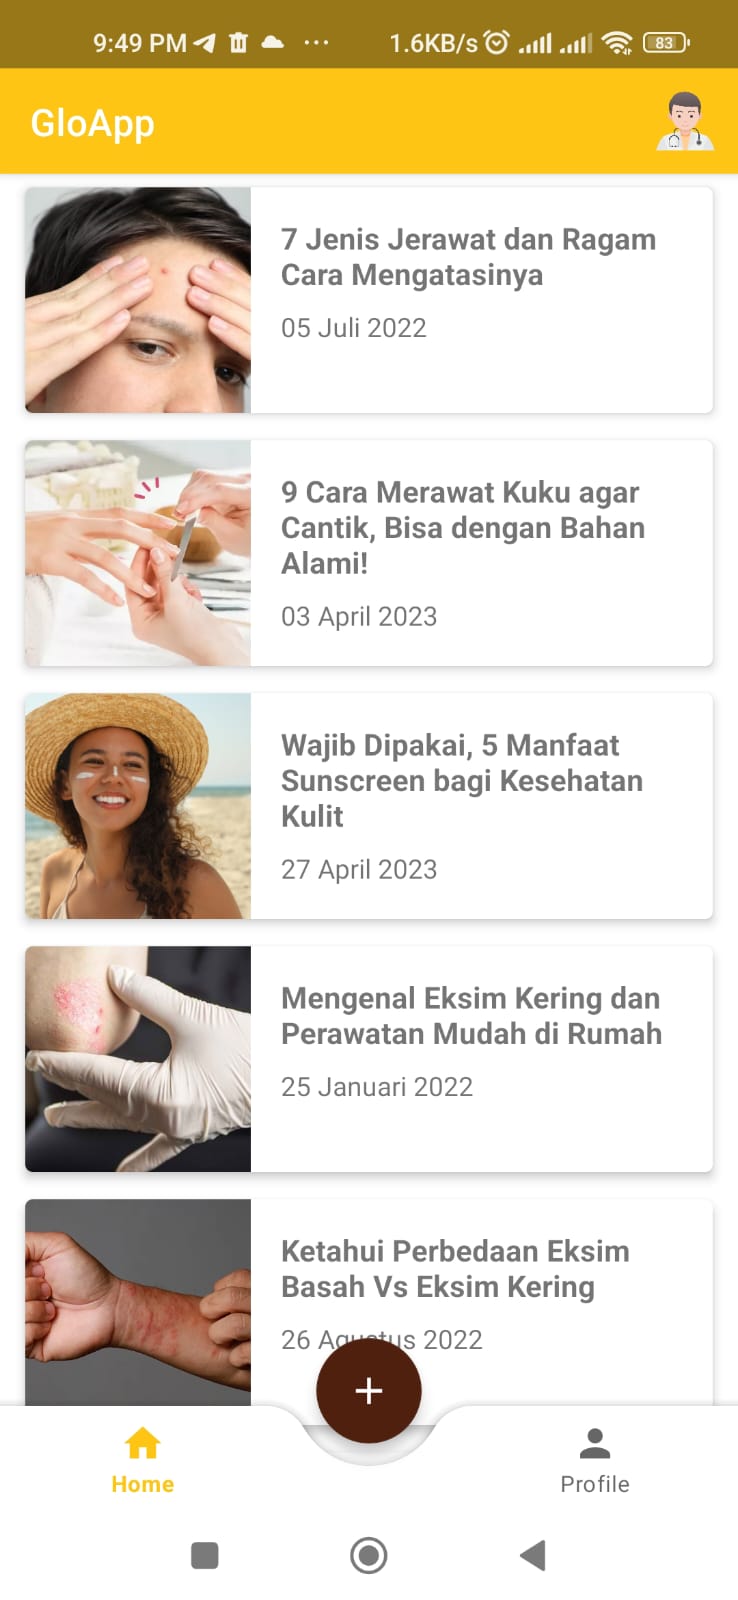 9:49 PM
1.6KB/s
83
GloApp
7 Jenis Jerawat dan Ragam
Cara Mengatasinya
05 Juli 2022
9 Cara Merawat Kuku agar
Cantik, Bisa dengan Bahan
Alami!
03 April 2023
Wajib Dipakai, 5 Manfaat
Sunscreen bagi Kesehatan
Kulit
27 April 2023
Mengenal Eksim Kering dan
Perawatan Mudah di Rumah
25 Januari 2022
Ketahui Perbedaan Eksim
Basah Vs Eksim Kering
26 Agustus 2022
Home
Profile